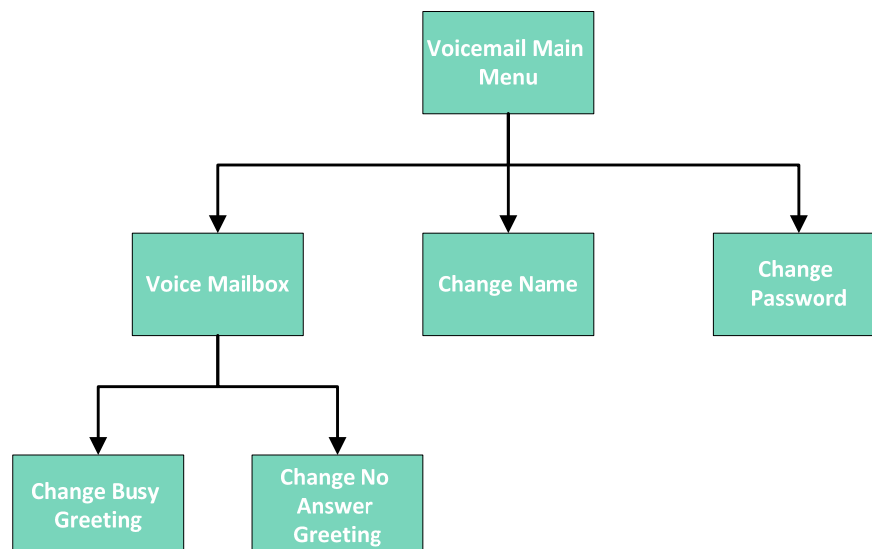 Voicemail Main
Menu
Voice Mailbox
Change Name
Change
Password
Change Busy
Greeting
Change No
Answer
Greeting